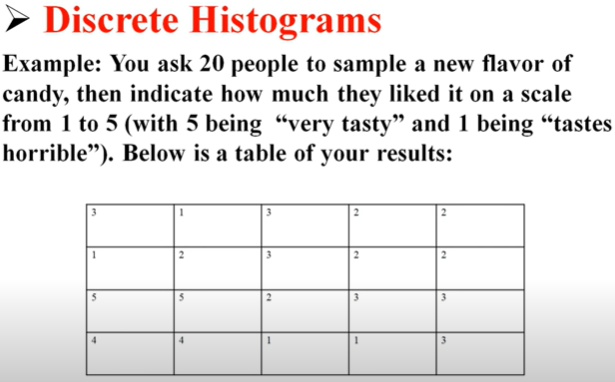 ➤ Discrete Histograms
Example: You ask 20 people to sample a new flavor of
candy, then indicate how much they liked it on a scale
from 1 to 5 (with 5 being “very tasty” and 1 being “tastes
horrible”). Below is a table of your results:
3 1 3 2 2
1 2 3 2 2
5 5 2 3 3
4 4 1 1 3